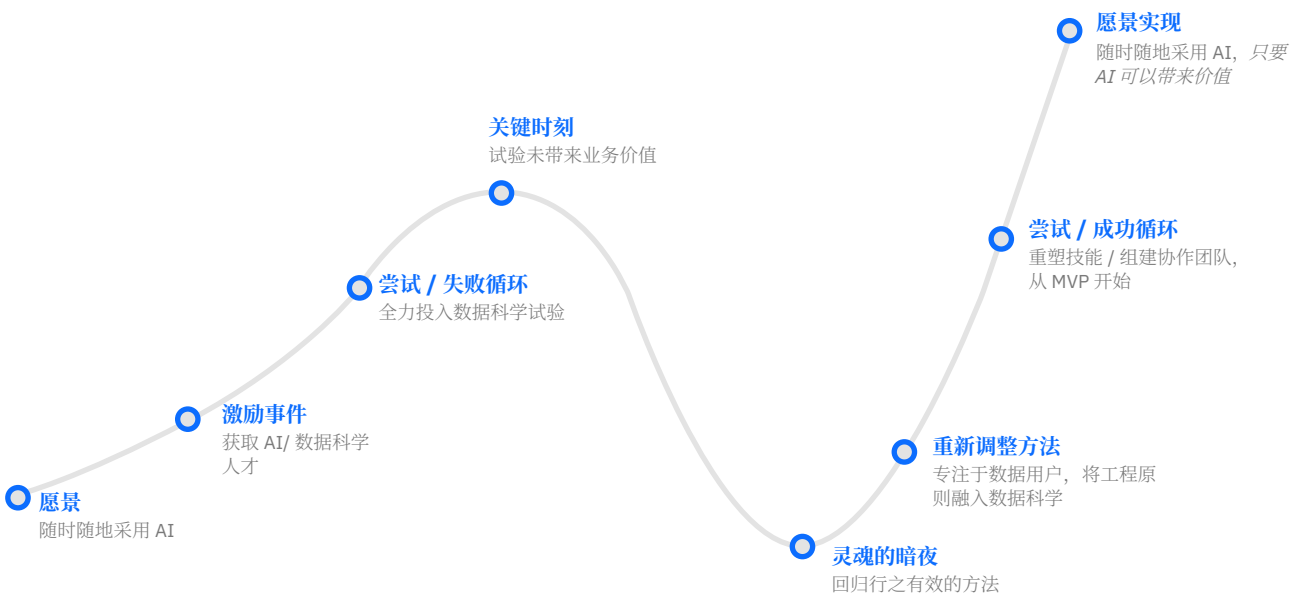 愿景
随时随地采用 AI
激励事件
获取 AI/ 数据科学
人才
尝试 / 失败循环
全力投入数据科学试验
关键时刻
试验未带来业务价值
灵魂的暗夜
回归行之有效的方法
重新调整方法
专注于数据用户，将工程原
则融入数据科学
尝试 / 成功循环
重塑技能 / 组建协作团队，
从 MVP 开始
愿景实现
随时随地采用 AI，只要
AI 可以带来价值